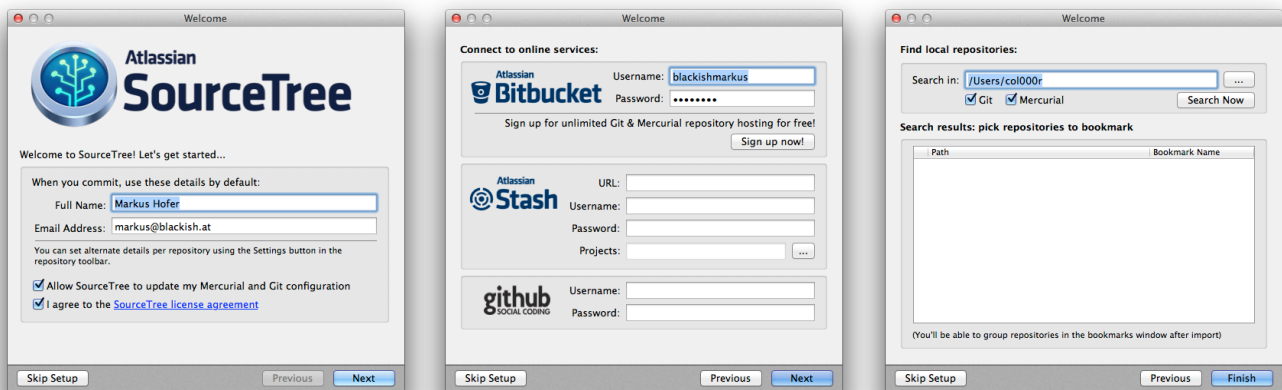 Welcome
Atlassian
SourceTree
Welcome to SourceTree! Let's get started...
When you commit, use these details by default:
Full Name: Markus Hofer
Email Address: markus@blackish.at
You can set alternate details per repository using the Settings button in the
repository toolbar.
Allow SourceTree to update my Mercurial and Git configuration
I agree to the SourceTree license agreement
Skip Setup Previous Next
Welcome
Connect to online services:
Atlassian
Bitbucket
Username: blackishmarkus
Password: ••••••••
Sign up for unlimited Git & Mercurial repository hosting for free!
Sign up now!
Atlassian
Stash
URL:
Username:
Password:
Projects: ...
github
SOCIAL CODING
Username:
Password:
Skip Setup Previous Next
Welcome
Find local repositories:
Search in: /Users/col000r ...
Git Mercurial Search Now
Search results: pick repositories to bookmark
Path Bookmark Name
(You'll be able to group repositories in the bookmarks window after import)
Skip Setup Previous Finish